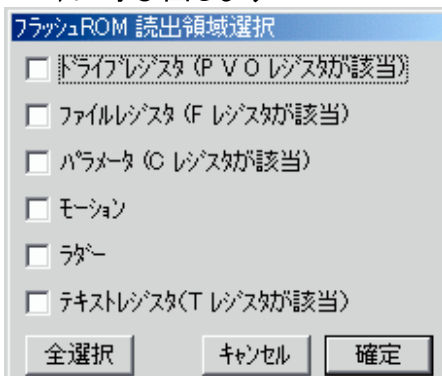 フラッシュROM 読出領域選択
ﾄﾞﾗｲﾌﾞﾚｼﾞｽﾀ (P V O ﾚｼﾞｽﾀが該当)
ﾌｧｲﾙﾚｼﾞｽﾀ (F ﾚｼﾞｽﾀが該当)
ﾊﾟﾗﾒｰﾀ (C ﾚｼﾞｽﾀが該当)
ﾓｰｼｮﾝ
ﾗﾀﾞｰ
ﾃｷｽﾄﾚｼﾞｽﾀ(T ﾚｼﾞｽﾀが該当)
全選択 ｷｬﾝｾﾙ 確定